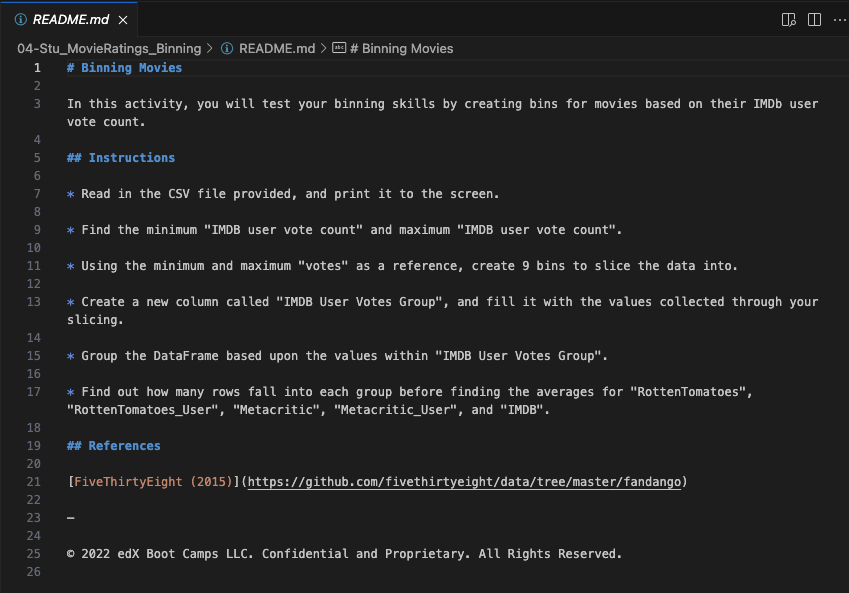 README.md
04-Stu_MovieRatings_Binning > README.md > abc # Binning Movies
1 # Binning Movies
2
3 In this activity, you will test your binning skills by creating bins for movies based on their IMDb user
vote count.
4
5 ## Instructions
6
7 * Read in the CSV file provided, and print it to the screen.
8
9 * Find the minimum "IMDB user vote count" and maximum "IMDB user vote count".
10
11 * Using the minimum and maximum "votes" as a reference, create 9 bins to slice the data into.
12
13 * Create a new column called "IMDB User Votes Group", and fill it with the values collected through your
slicing.
14
15 * Group the DataFrame based upon the values within "IMDB User Votes Group".
16
17 * Find out how many rows fall into each group before finding the averages for "RottenTomatoes",
"RottenTomatoes_User", "Metacritic", "Metacritic_User", and "IMDB".
18
19 ## References
20
21 [FiveThirtyEight (2015)](https://github.com/fivethirtyeight/data/tree/master/fandango)
22
23 —
24
25 © 2022 edX Boot Camps LLC. Confidential and Proprietary. All Rights Reserved.
26